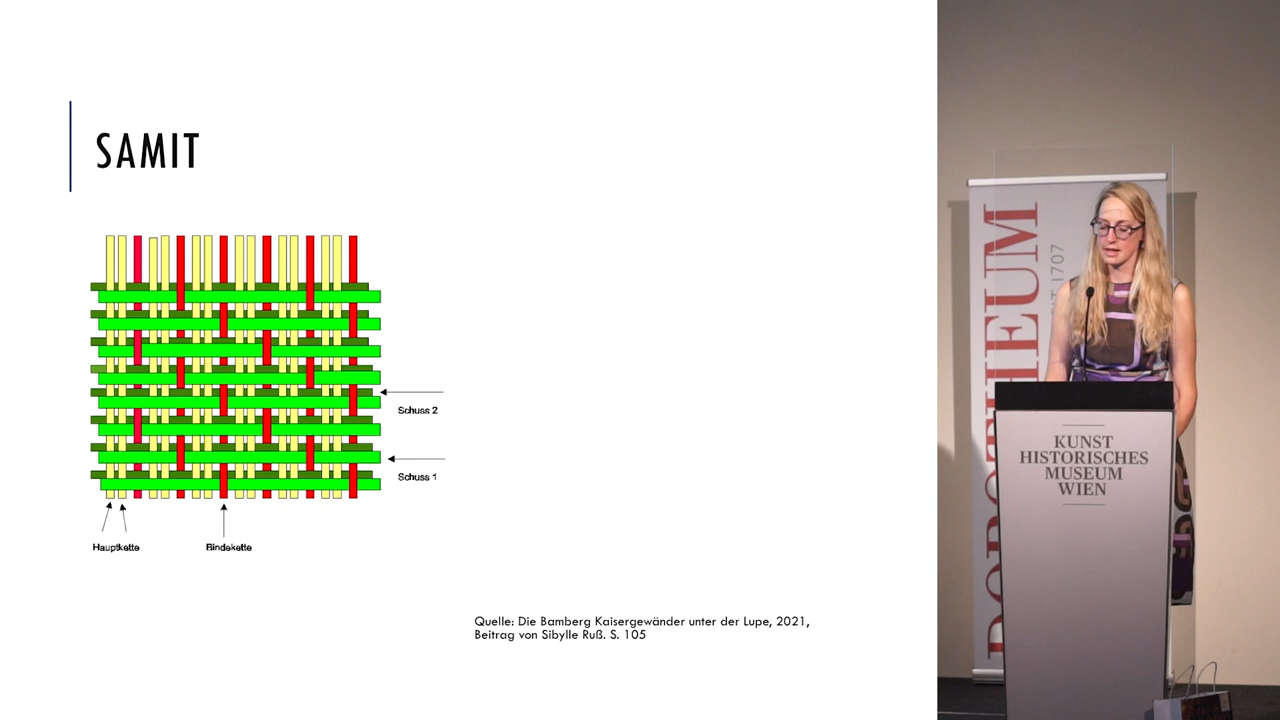 SAMIT
Schuss 2
Schuss 1
Hauptkette
Bindekette
Quelle: Die Bamberg Kaisergewänder unter der Lupe, 2021,
Beitrag von Sibylle Ruß. S. 105
DOROTHEUM
SEIT 1707
KUNST
HISTORISCHES
MUSEUM
WIEN